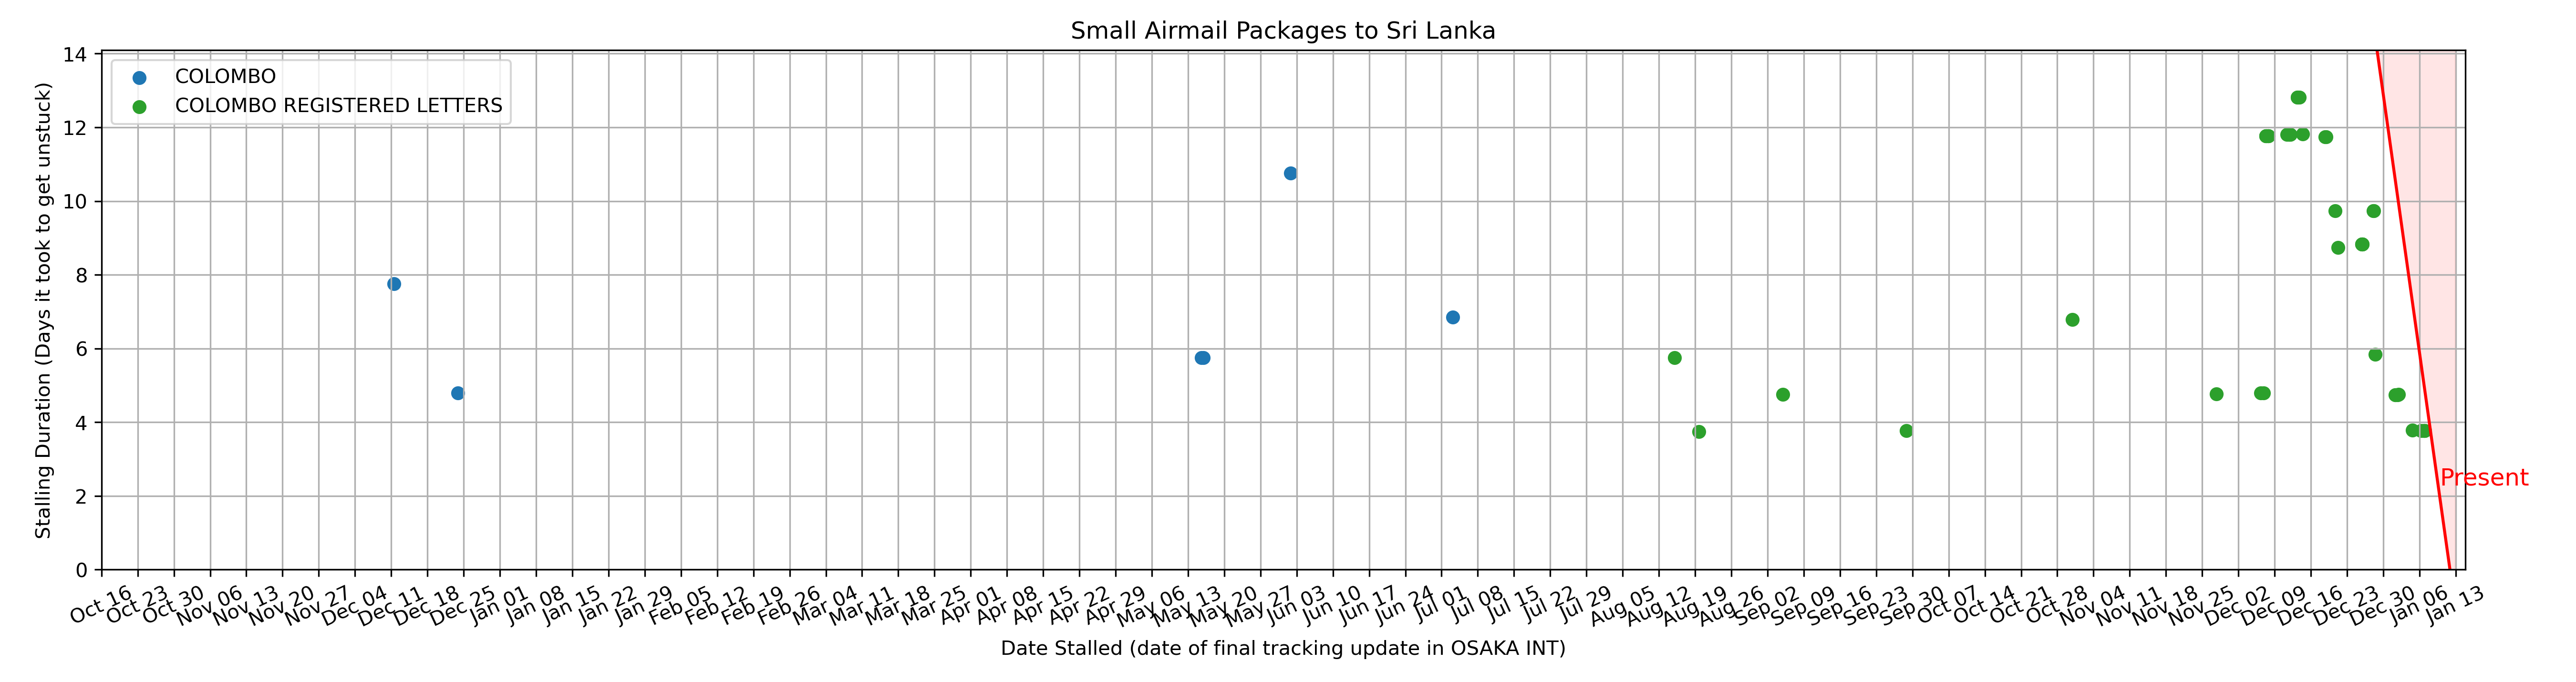 Small Airmail Packages to Sri Lanka
Stalling Duration (Days it took to get unstuck)
14
12
10
8
6
4
2
0
COLOMBO
COLOMBO REGISTERED LETTERS
Present
Oct 16
Oct 23
Oct 30
Nov 06
Nov 13
Nov 20
Nov 27
Dec 04
Dec 11
Dec 18
Dec 25
Jan 01
Jan 08
Jan 15
Jan 22
Jan 29
Feb 05
Feb 12
Feb 19
Feb 26
Mar 04
Mar 11
Mar 18
Mar 25
Apr 01
Apr 08
Apr 15
Apr 22
Apr 29
May 06
May 13
May 20
May 27
Jun 03
Jun 10
Jun 17
Jun 24
Jul 01
Jul 08
Jul 15
Jul 22
Jul 29
Aug 05
Aug 12
Aug 19
Aug 26
Sep 02
Sep 09
Sep 16
Sep 23
Sep 30
Oct 07
Oct 14
Oct 21
Oct 28
Nov 04
Nov 11
Nov 18
Nov 25
Dec 02
Dec 09
Dec 16
Dec 23
Dec 30
Jan 06
Jan 13
Date Stalled (date of final tracking update in OSAKA INT)